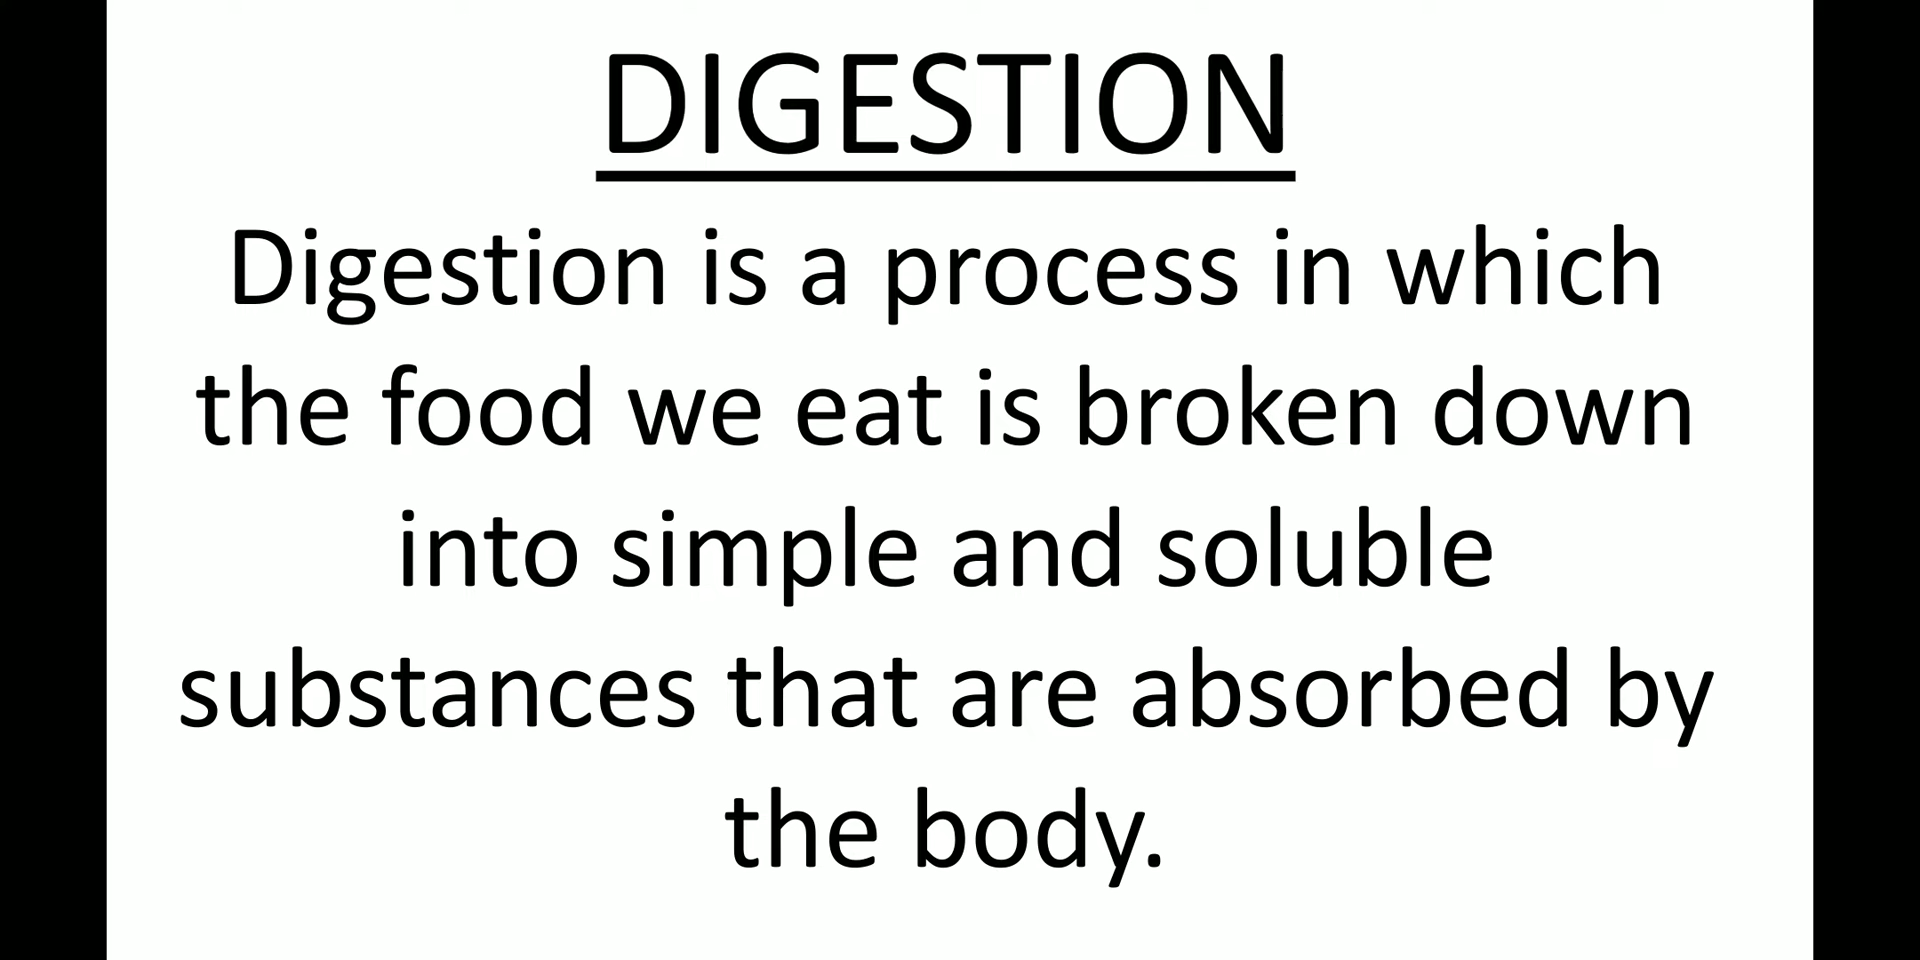 DIGESTION
Digestion is a process in which
the food we eat is broken down
into simple and soluble
substances that are absorbed by
the body.